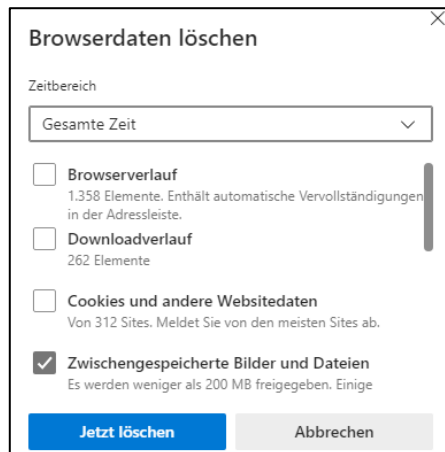 Browserdaten löschen
Zeitbereich
Gesamte Zeit
Browserverlauf
1.358 Elemente. Enthält automatische Vervollständigungen
in der Adressleiste.
Downloadverlauf
262 Elemente
Cookies und andere Websitedaten
Von 312 Sites. Meldet Sie von den meisten Sites ab.
Zwischengespeicherte Bilder und Dateien
Es werden weniger als 200 MB freigegeben. Einige
Jetzt löschen
Abbrechen